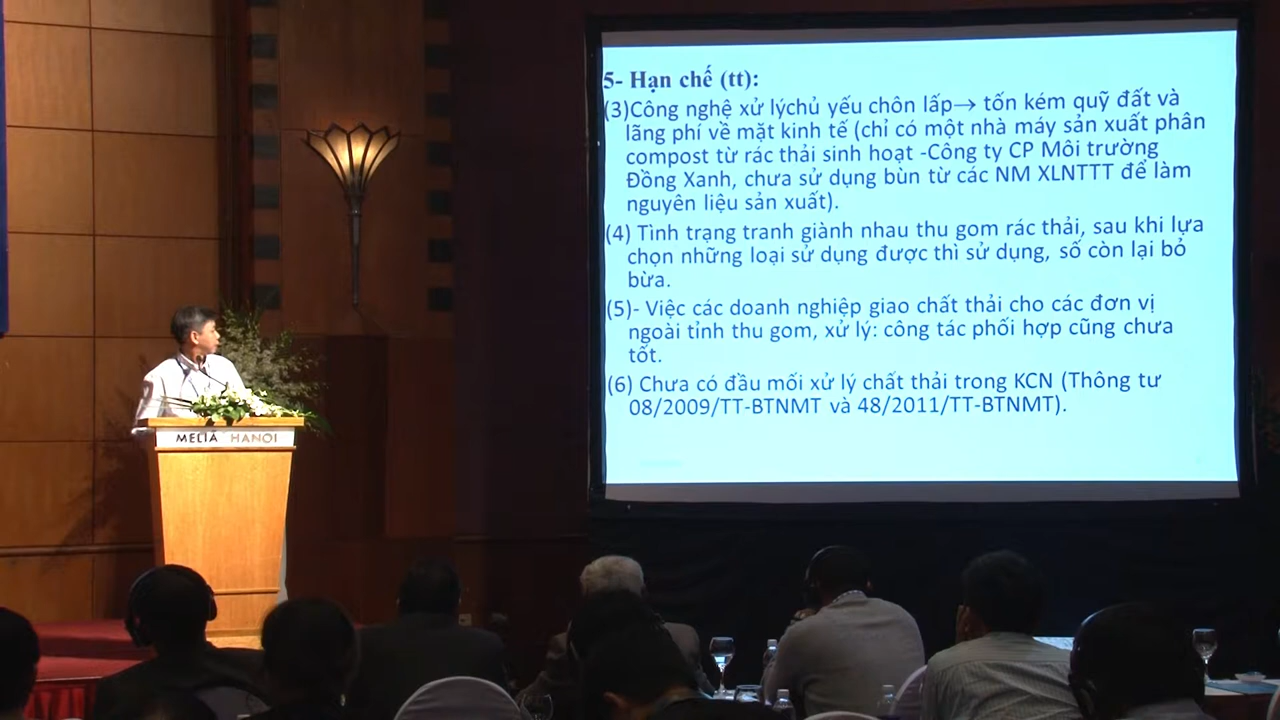 5- Hạn chế (tt):
(3)Công nghệ xử lýchủ yếu chôn lấp→ tốn kém quỹ đất và
lãng phí về mặt kinh tế (chỉ có một nhà máy sản xuất phân
compost từ rác thải sinh hoạt -Công ty CP Môi trường
Đồng Xanh, chưa sử dụng bùn từ các NM XLNTTT để làm
nguyên liệu sản xuất).
(4) Tình trạng tranh giành nhau thu gom rác thải, sau khi lựa
chọn những loại sử dụng được thì sử dụng, số còn lại bỏ
bừa.
(5)- Việc các doanh nghiệp giao chất thải cho các đơn vị
ngoài tỉnh thu gom, xử lý: công tác phối hợp cũng chưa
tốt.
(6) Chưa có đầu mối xử lý chất thải trong KCN (Thông tư
08/2009/TT-BTNMT và 48/2011/TT-BTNMT).
MELIÁ HANOI